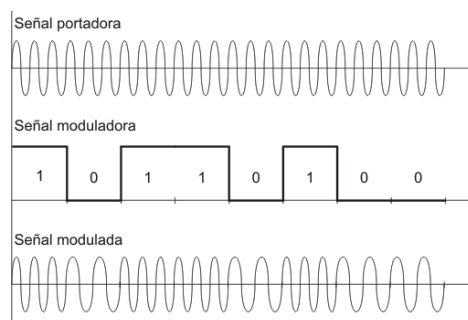 Señal portadora
Señal moduladora
1 0 1 1 0 1 0 0
Señal modulada